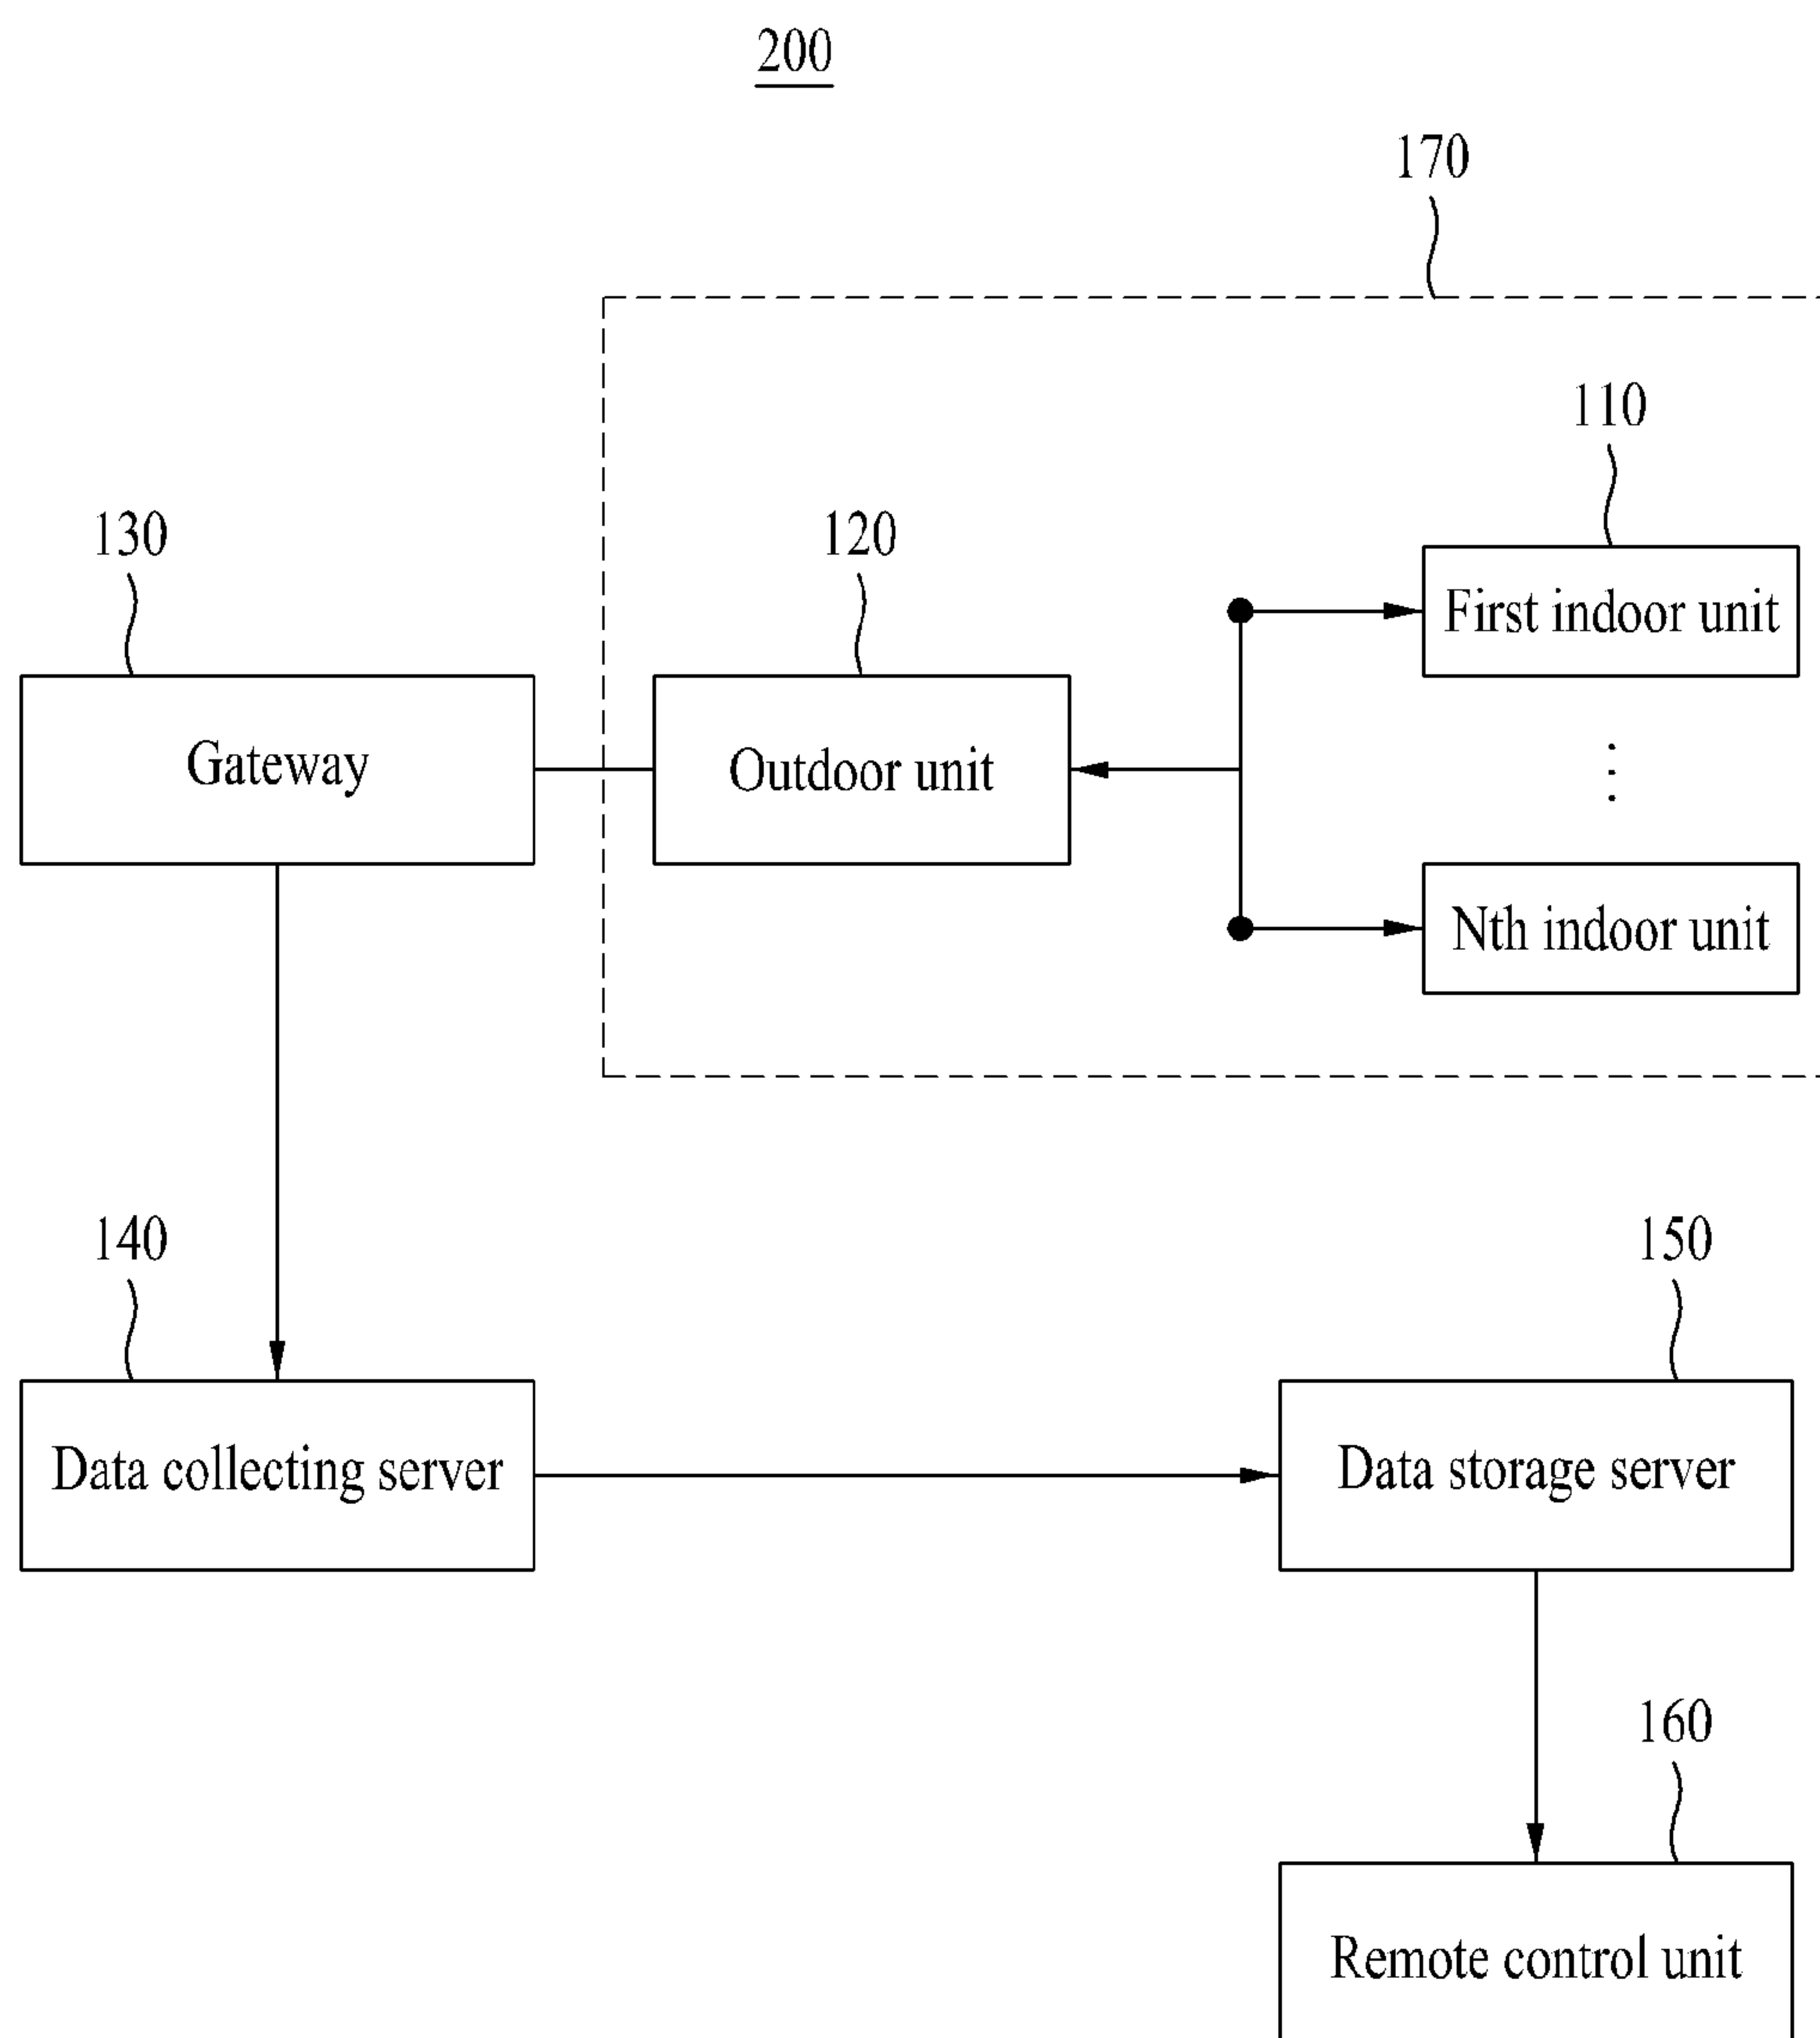 200
170
110
130
120
First indoor unit
Gateway
Outdoor unit
Nth indoor unit
140
150
Data collecting server
Data storage server
160
Remote control unit